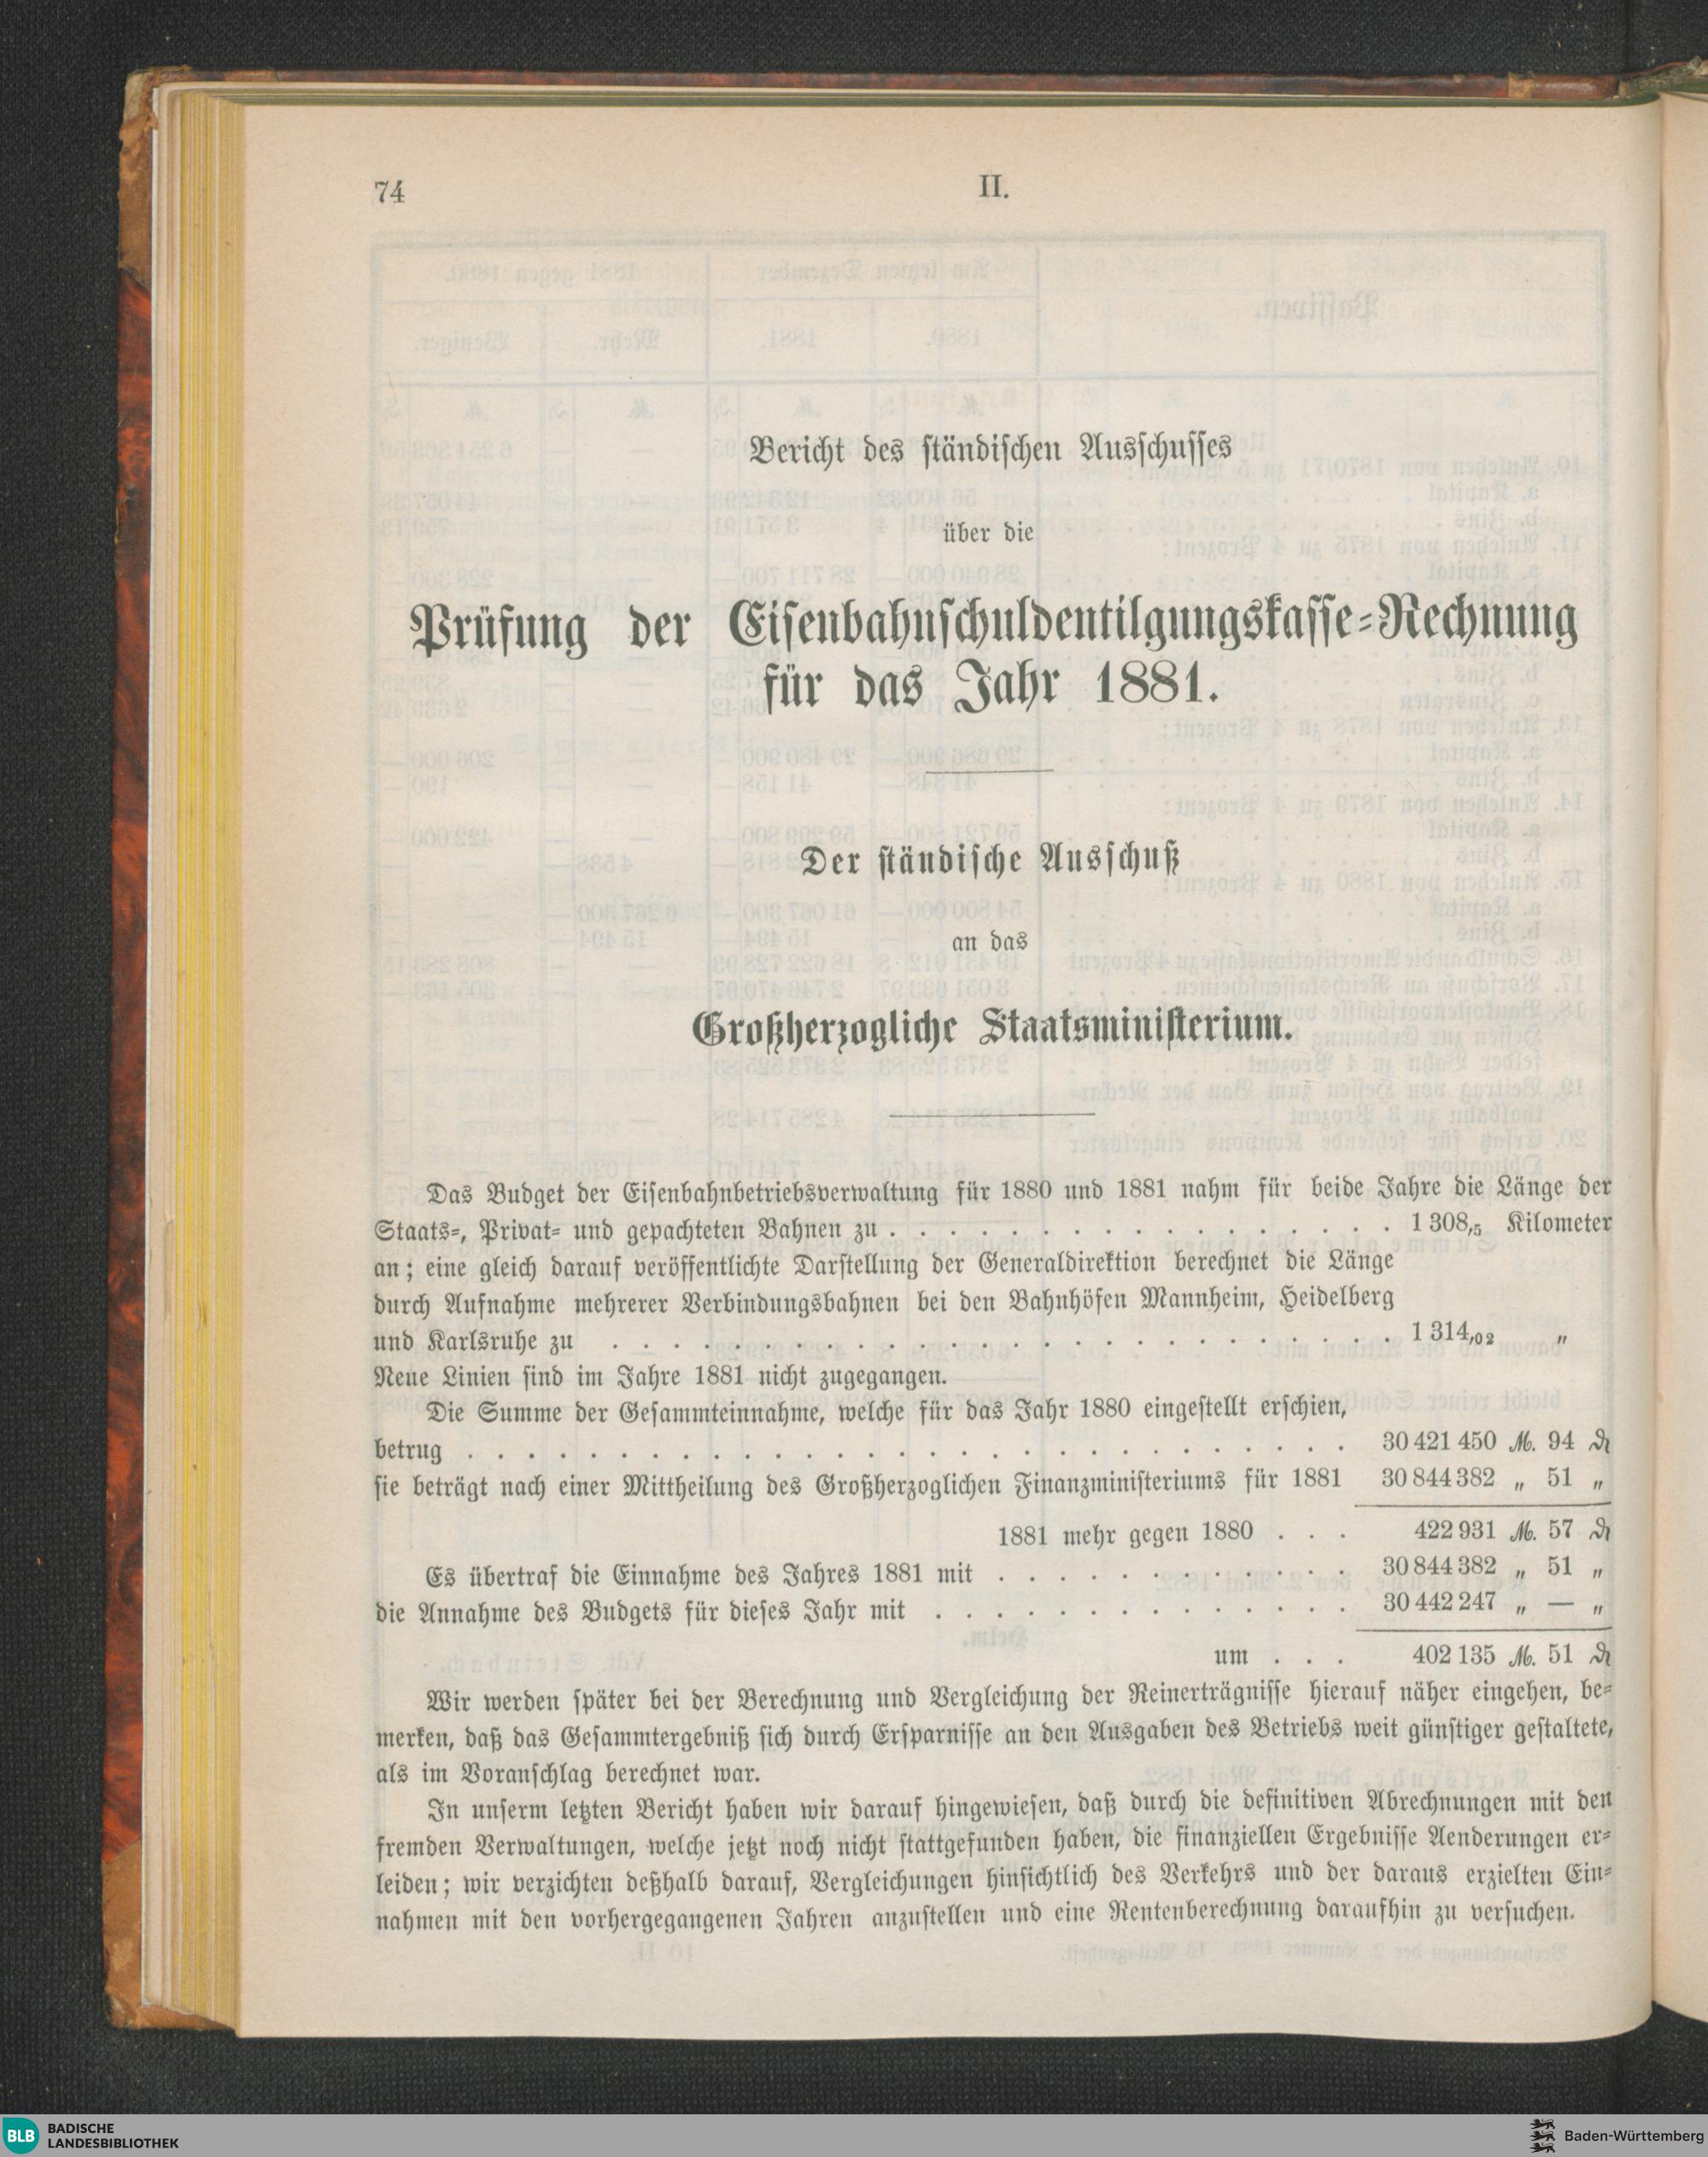 74
II.
Bericht des ständischen Ausschusses
über die
Prüfung der Eisenbahnschuldentilgungskasse-Rechnung
für das Jahr 1881.
Der ständische Ausschuß
an das
Großherzogliche Staatsministerium.
Das Budget der Eisenbahnbetriebsverwaltung für 1880 und 1881 nahm für beide Jahre die Länge der
Staats-, Privat- und gepachteten Bahnen zu . . . . . . . . . . . . . . . . . 1 308,5 Kilometer
an; eine gleich darauf veröffentlichte Darstellung der Generaldirektion berechnet die Länge
durch Aufnahme mehrerer Verbindungsbahnen bei den Bahnhöfen Mannheim, Heidelberg
und Karlsruhe zu . . . . . . . . . . . . . . . . . . . . . . . . . . 1 314,02 „
Neue Linien sind im Jahre 1881 nicht zugegangen.
Die Summe der Gesammteinnahme, welche für das Jahr 1880 eingestellt erschien,
betrug . . . . . . . . . . . . . . . . . . . . . . . . . . . . . 30 421 450 ℳ. 94 ₰
sie beträgt nach einer Mittheilung des Großherzoglichen Finanzministeriums für 1881 30 844 382 „ 51 „
1881 mehr gegen 1880 . . . 422 931 ℳ. 57 ₰
Es übertraf die Einnahme des Jahres 1881 mit . . . . . . . . . . . . 30 844 382 „ 51 „
die Annahme des Budgets für dieses Jahr mit . . . . . . . . . . . . . . 30 442 247 „ — „
um . . . 402 135 ℳ. 51 ₰
Wir werden später bei der Berechnung und Vergleichung der Reinerträgnisse hierauf näher eingehen, be-
merken, daß das Gesammtergebniß sich durch Ersparnisse an den Ausgaben des Betriebs weit günstiger gestaltete,
als im Voranschlag berechnet war.
In unserm letzten Bericht haben wir darauf hingewiesen, daß durch die definitiven Abrechnungen mit den
fremden Verwaltungen, welche jetzt noch nicht stattgefunden haben, die finanziellen Ergebnisse Aenderungen er-
leiden; wir verzichten deßhalb darauf, Vergleichungen hinsichtlich des Verkehrs und der daraus erzielten Ein-
nahmen mit den vorhergegangenen Jahren anzustellen und eine Rentenberechnung daraufhin zu versuchen.
BLB
BADISCHE
LANDESBIBLIOTHEK
Baden-Württemberg